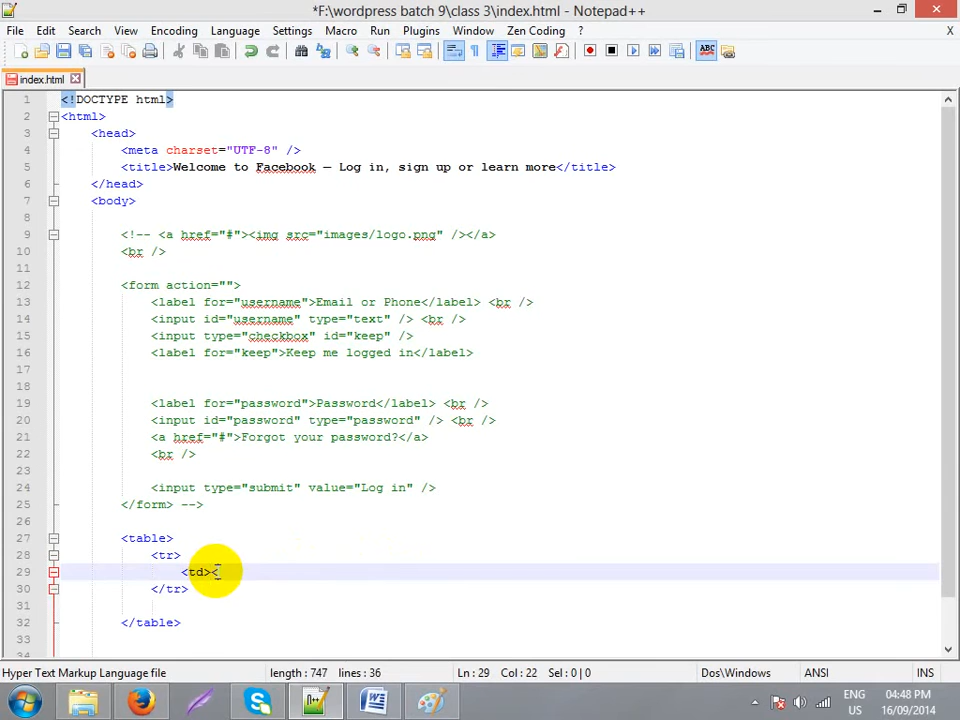 *F:\wordpress batch 9\class 3\index.html - Notepad++
File Edit Search View Encoding Language Settings Macro Run Plugins Window Zen Coding ? X
ABC
index.html
1 <!DOCTYPE html>
2 <html>
3 <head>
4 <meta charset="UTF-8" />
5 <title>Welcome to Facebook — Log in, sign up or learn more</title>
6 </head>
7 <body>
8
9 <!-- <a href="#"><img src="images/logo.png" /></a>
10 <br />
11
12 <form action="">
13 <label for="username">Email or Phone</label> <br />
14 <input id="username" type="text" /> <br />
15 <input type="checkbox" id="keep" />
16 <label for="keep">Keep me logged in</label>
17
18
19 <label for="password">Password</label> <br />
20 <input id="password" type="password" /> <br />
21 <a href="#">Forgot your password?</a>
22 <br />
23
24 <input type="submit" value="Log in" />
25 </form> -->
26
27 <table>
28 <tr>
29 <td><
30 </tr>
31
32 </table>
33
34
Hyper Text Markup Language file length : 747 lines : 36 Ln : 29 Col : 22 Sel : 0 | 0 Dos\Windows ANSI INS
ENG 04:48 PM
US 16/09/2014